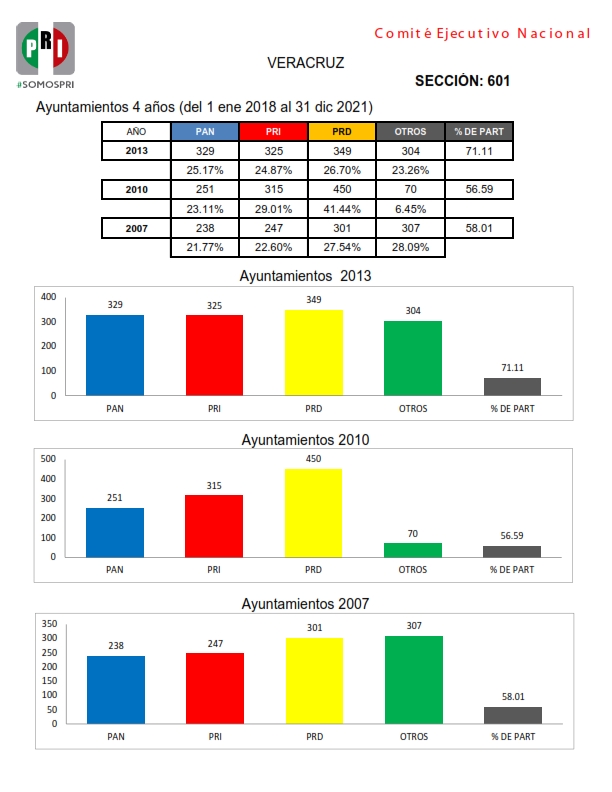 Comité Ejecutivo Nacional
PRI
#SOMOSPRI
VERACRUZ
SECCIÓN: 601
Ayuntamientos 4 años (del 1 ene 2018 al 31 dic 2021)
AÑO PAN PRI PRD OTROS % DE PART
2013 329 325 349 304 71.11
25.17% 24.87% 26.70% 23.26%
2010 251 315 450 70 56.59
23.11% 29.01% 41.44% 6.45%
2007 238 247 301 307 58.01
21.77% 22.60% 27.54% 28.09%
Ayuntamientos 2013
400
300
200
100
0
329 325 349 304 71.11
PAN PRI PRD OTROS % DE PART
Ayuntamientos 2010
500
400
300
200
100
0
251 315 450 70 56.59
PAN PRI PRD OTROS % DE PART
Ayuntamientos 2007
350
300
250
200
150
100
50
0
238 247 301 307 58.01
PAN PRI PRD OTROS % DE PART